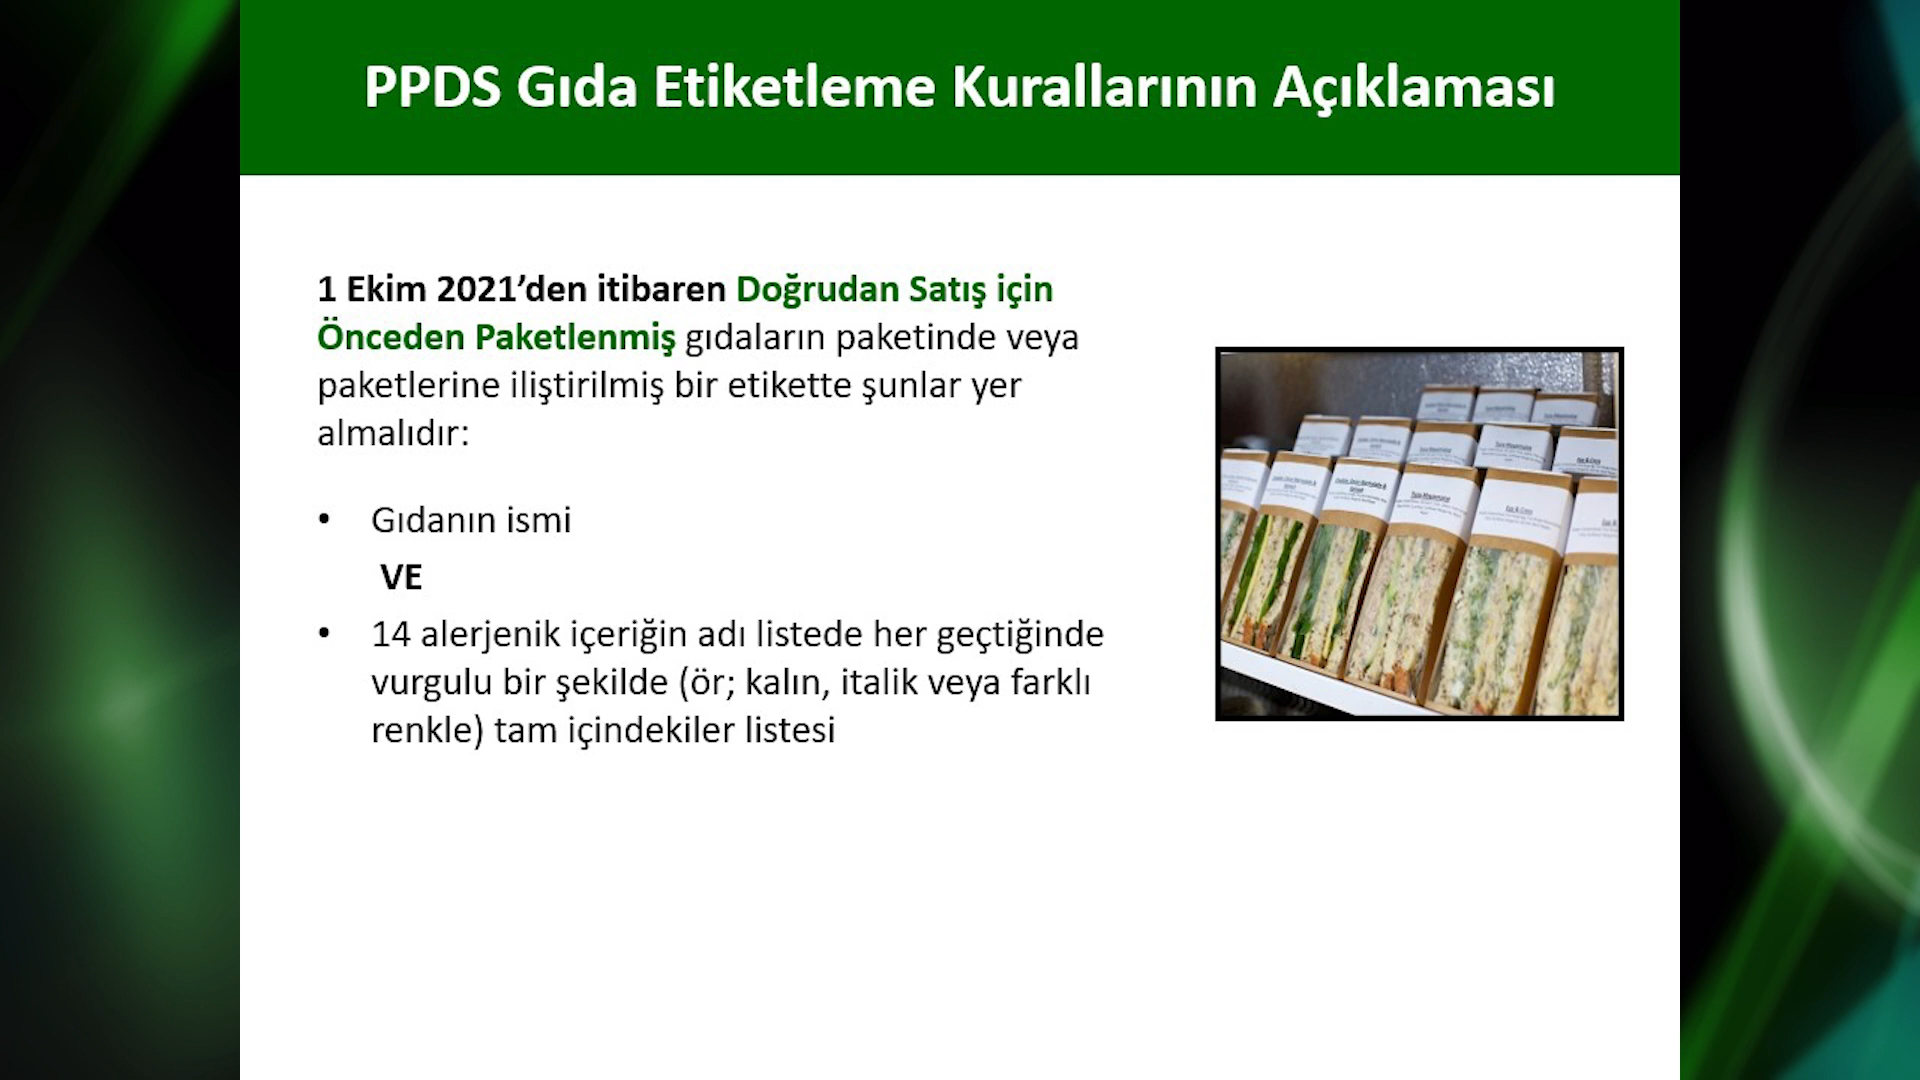 PPDS Gıda Etiketleme Kurallarının Açıklaması
1 Ekim 2021’den itibaren Doğrudan Satış için
Önceden Paketlenmiş gıdaların paketinde veya
paketlerine iliştirilmiş bir etikette şunlar yer
almalıdır:
• Gıdanın ismi
VE
• 14 alerjenik içeriğin adı listede her geçtiğinde
vurgulu bir şekilde (ör; kalın, italik veya farklı
renkle) tam içindekiler listesi